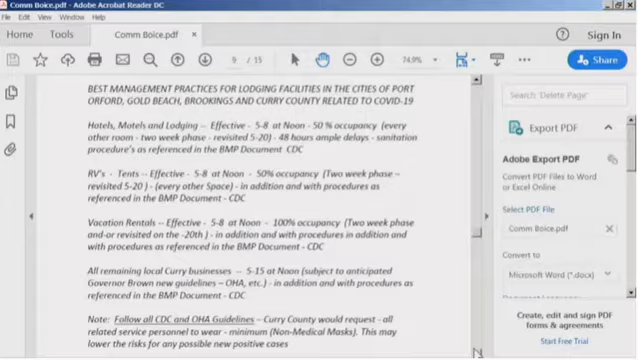 Comm Boice.pdf - Adobe Acrobat Reader DC
File Edit View Window Help
Home Tools Comm Boice.pdf × Sign In
9 / 15 74.9% Share
BEST MANAGEMENT PRACTICES FOR LODGING FACILITIES IN THE CITIES OF PORT
ORFORD, GOLD BEACH, BROOKINGS AND CURRY COUNTY RELATED TO COVID-19
Hotels, Motels and Lodging -- Effective - 5-8 at Noon - 50 % occupancy (every
other room - two week phase - revisited 5-20) - 48 hours ample delays - sanitation
procedure's as referenced in the BMP Document CDC
RV's - Tents -- Effective - 5-8 at Noon - 50% occupancy (Two week phase –
revisited 5-20 ) - (every other Space) - in addition and with procedures as
referenced in the BMP Document - CDC
Vacation Rentals -- Effective - 5-8 at Noon - 100% occupancy (Two week phase
and-or revisited on the -20th ) - in addition and with procedures in addition and
with procedures as referenced in the BMP Document - CDC
All remaining local Curry businesses -- 5-15 at Noon (subject to anticipated
Governor Brown new guidelines – OHA, etc.) - in addition and with procedures as
referenced in the BMP Document - CDC
Note: Follow all CDC and OHA Guidelines – Curry County would request - all
related service personnel to wear - minimum (Non-Medical Masks). This may
lower the risks for any possible new positive cases
Search 'Delete Page'
Export PDF
Adobe Export PDF
Convert PDF Files to Word
or Excel Online
Select PDF File
Comm Boice.pdf ×
Convert to
Microsoft Word (*.docx)
Create, edit and sign PDF
forms & agreements
Start Free Trial